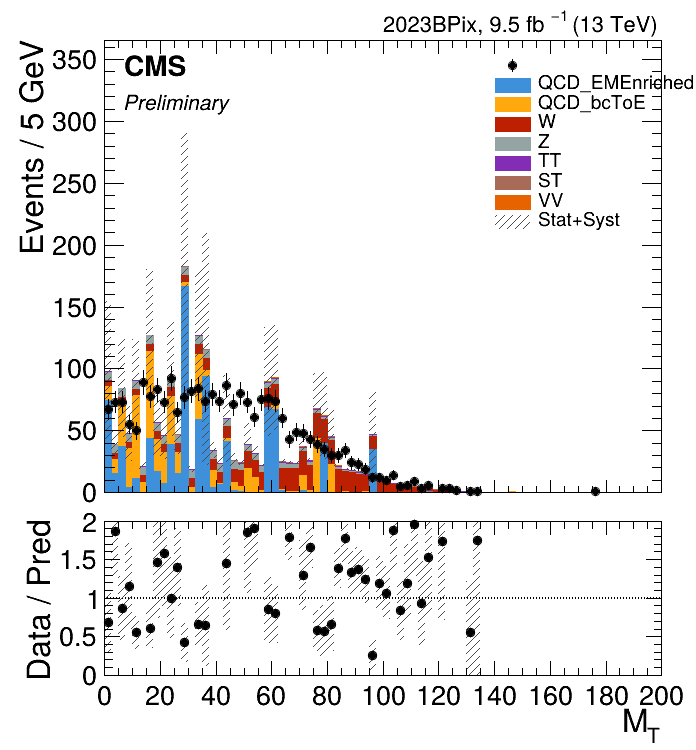 2023BPix, 9.5 fb⁻¹ (13 TeV)
Events / 5 GeV
350
300
250
200
150
100
50
0
CMS
Preliminary
QCD_EMEnriched
QCD_bcToE
W
Z
TT
ST
VV
Stat+Syst
Data / Pred
2
1.5
1
0.5
0
0 20 40 60 80 100 120 140 160 180 200
M_T